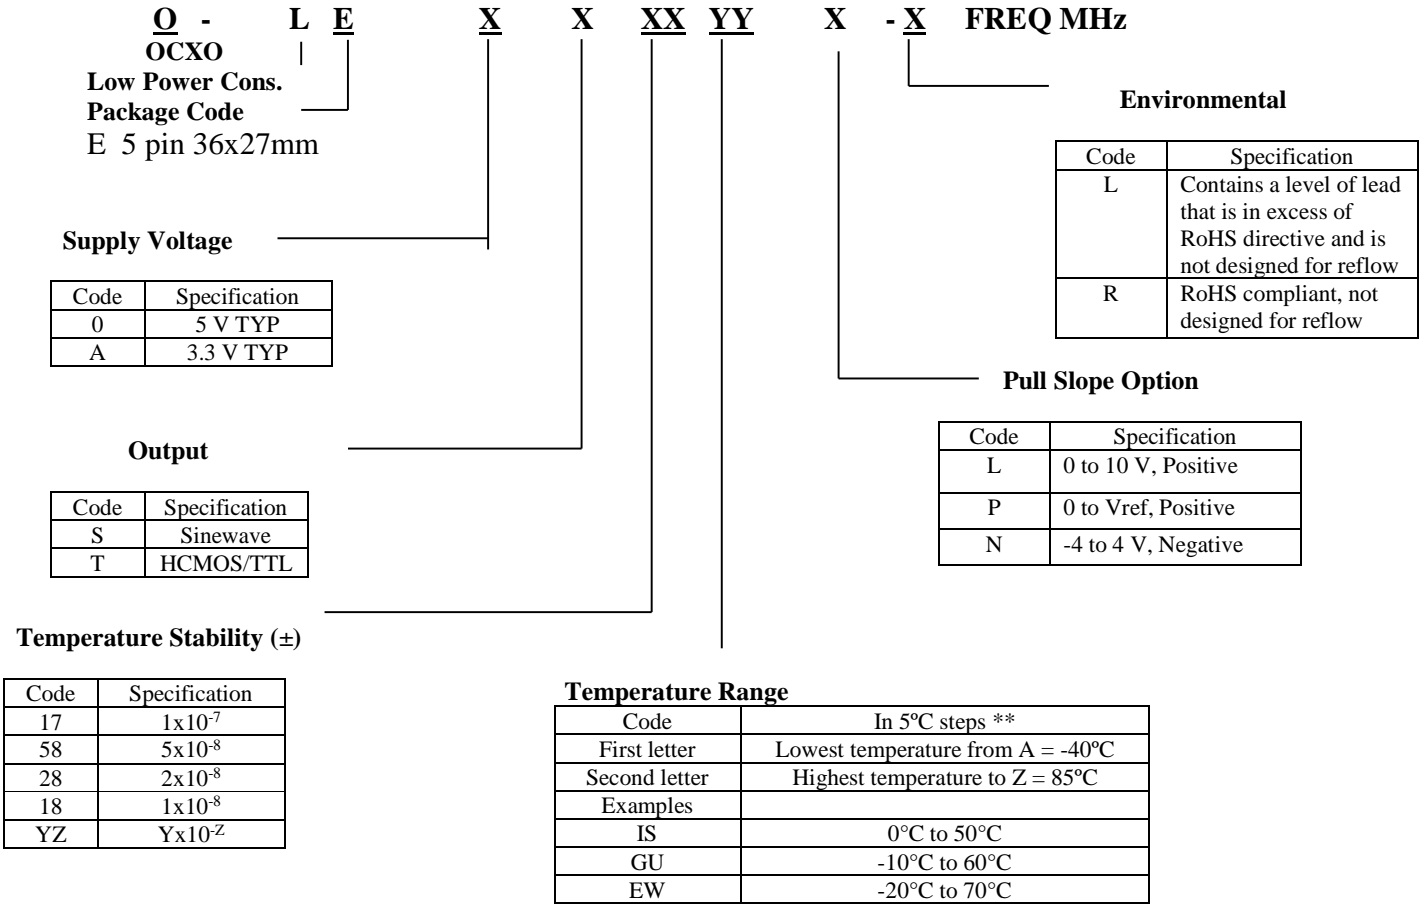 O - L E X X XX YY X - X FREQ MHz
OCXO
Low Power Cons.
Package Code
E 5 pin 36x27mm
Environmental
Code Specification
L Contains a level of lead
that is in excess of
RoHS directive and is
not designed for reflow
R RoHS compliant, not
designed for reflow
Supply Voltage
Code Specification
0 5 V TYP
A 3.3 V TYP
Pull Slope Option
Code Specification
L 0 to 10 V, Positive
P 0 to Vref, Positive
N -4 to 4 V, Negative
Output
Code Specification
S Sinewave
T HCMOS/TTL
Temperature Stability (±)
Code Specification
17 1x10⁻⁷
58 5x10⁻⁸
28 2x10⁻⁸
18 1x10⁻⁸
YZ Yx10⁻ᶻ
Temperature Range
Code In 5ºC steps **
First letter Lowest temperature from A = -40ºC
Second letter Highest temperature to Z = 85ºC
Examples
IS 0°C to 50°C
GU -10°C to 60°C
EW -20°C to 70°C